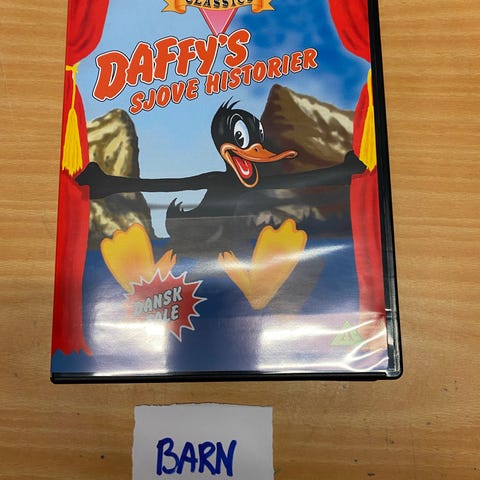 CLASSICS
DAFFY'S
SJOVE HISTORIER
DANSK
TALE
BARN